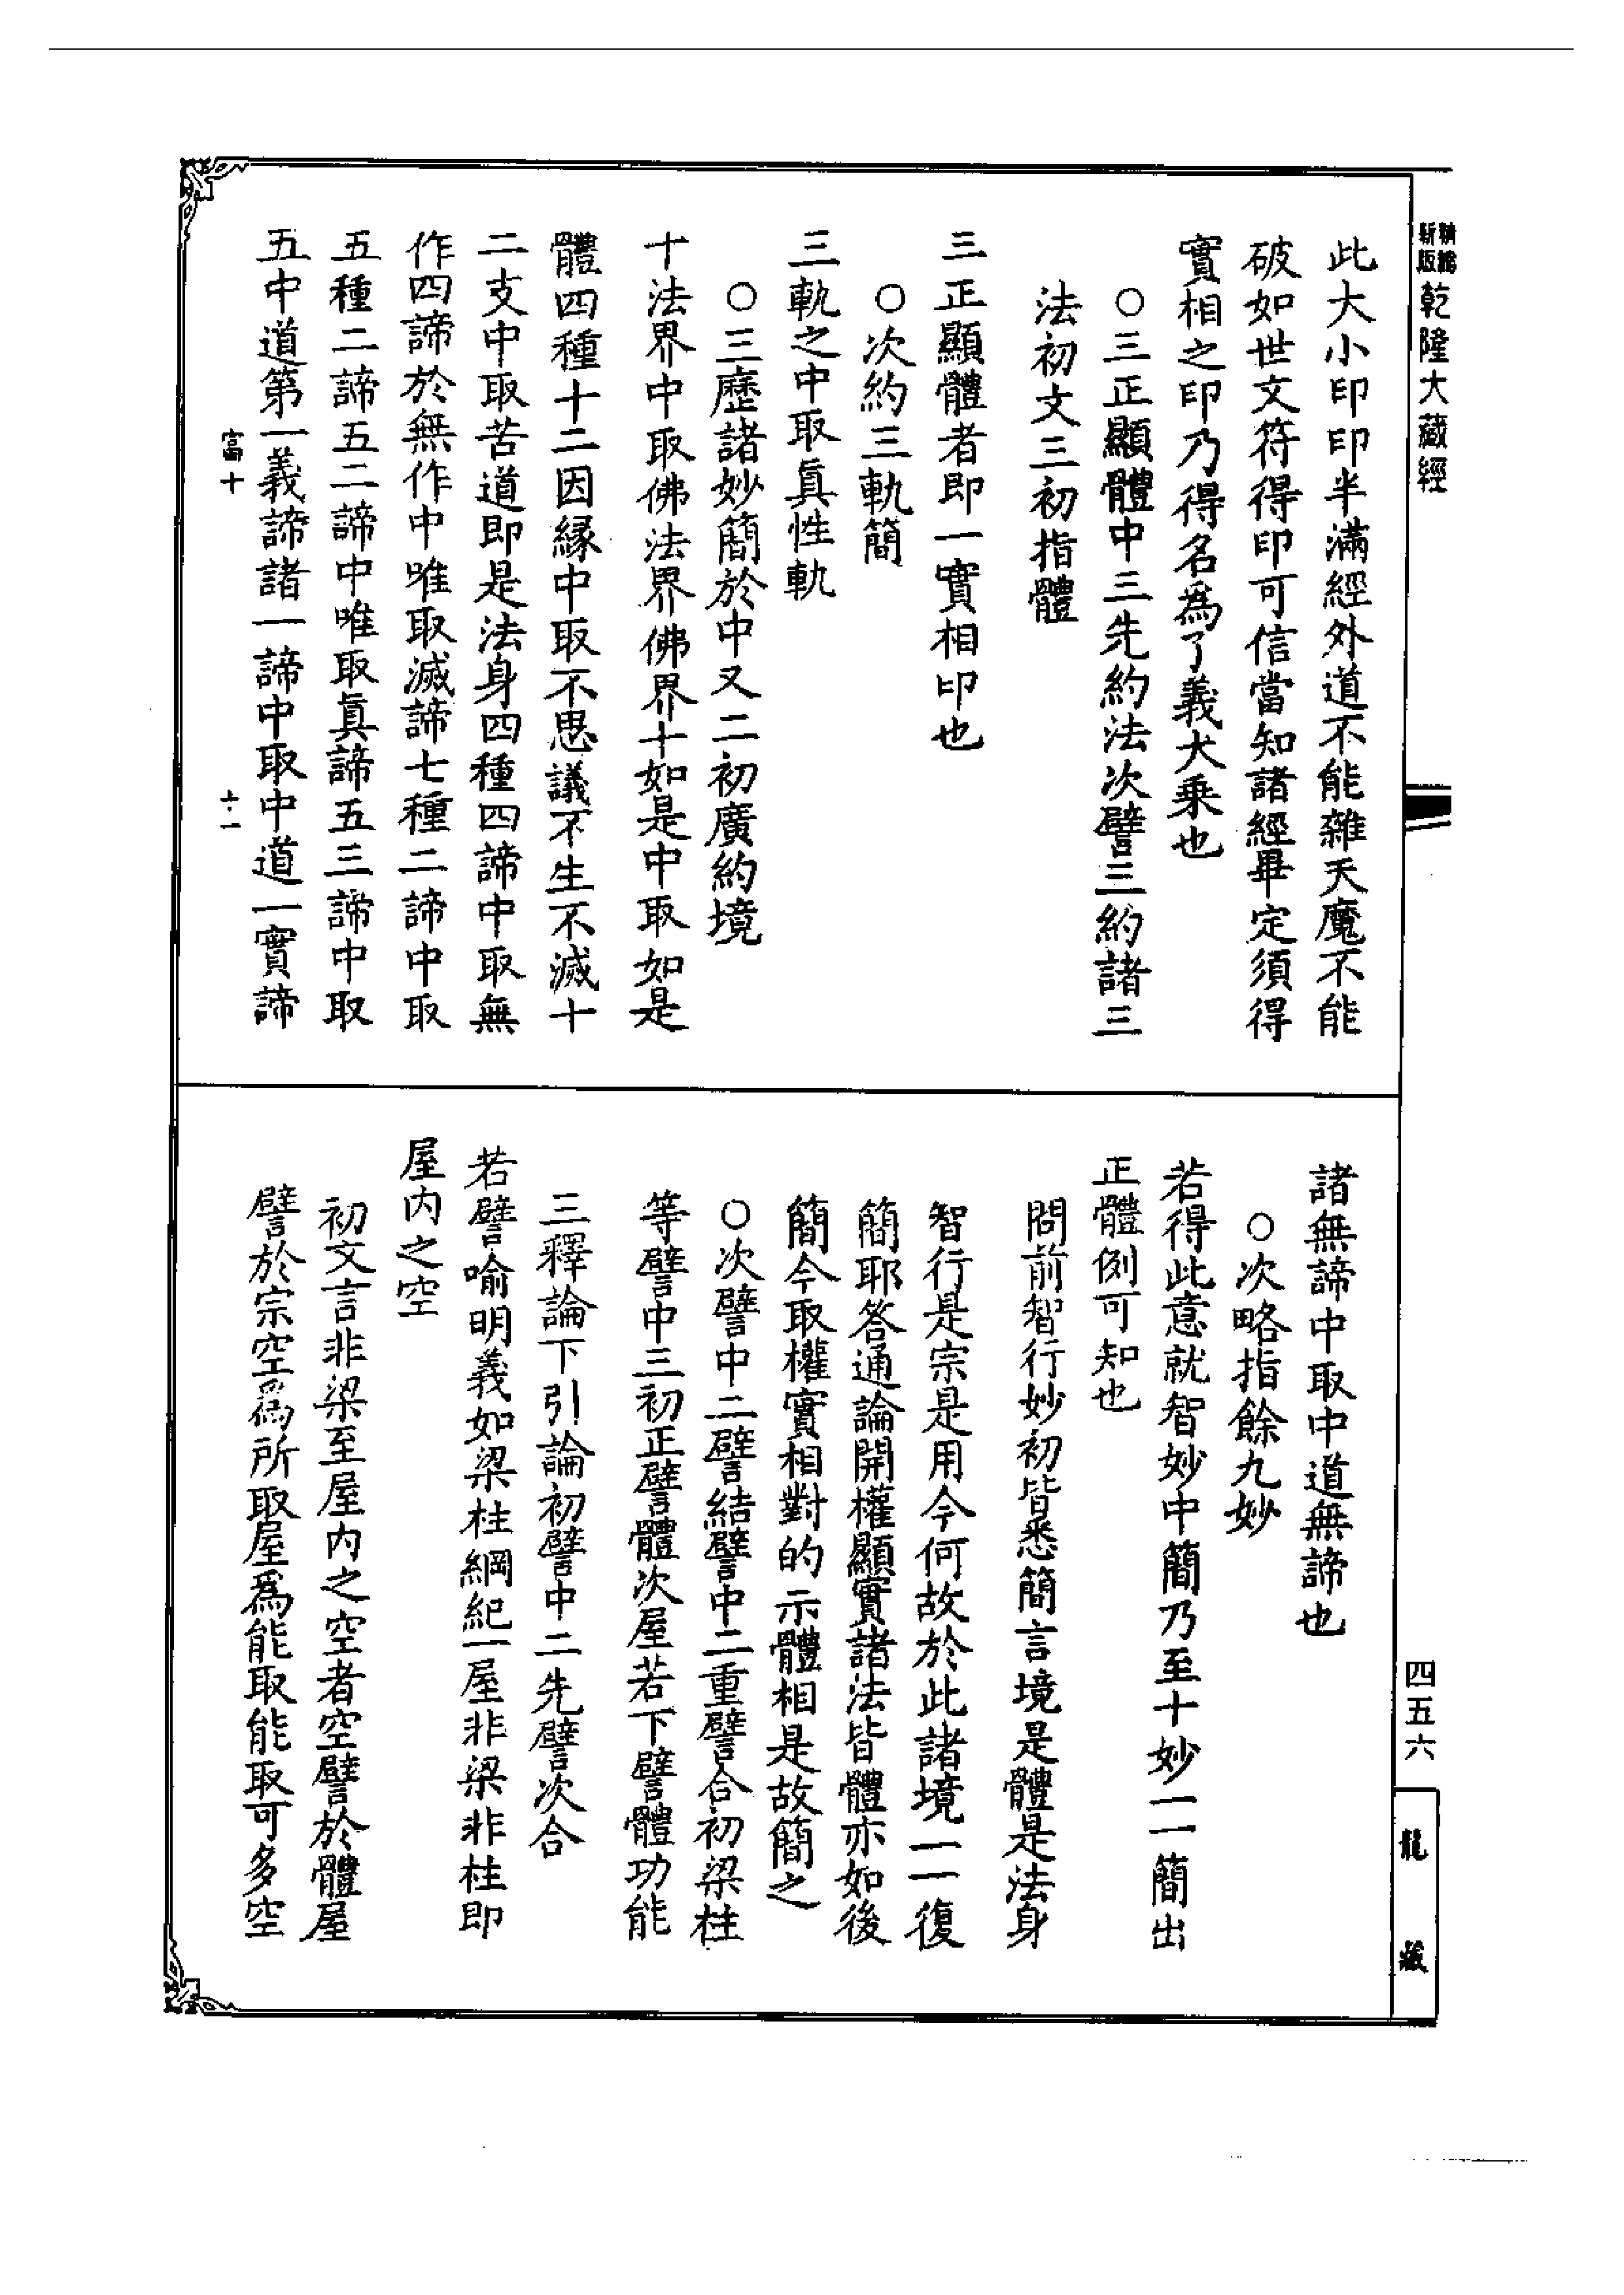 新版精縮乾隆大藏經
此大小印印半滿經外道不能雜天魔不能
破如世文符得印可信當知諸經畢定須得
實相之印乃得名為了義大乗也
○三正顯體中三先約法次譬三約諸三
法初文三初指體
三正顯體者即一實相印也
○次約三軌簡
三軌之中取眞性軌
○三歷諸妙簡於中又二初廣約境
十法界中取佛法界佛界十如是中取如是
體四種十二因緣中取不思議不生不滅十
二支中取苦道即是法身四種四諦中取無
作四諦於無作中唯取滅諦七種二諦中取
五種二諦五二諦中唯取眞諦五三諦中取
五中道第一義諦諸一諦中取中道一實諦
富十
十一
諸無諦中取中道無諦也
○次略指餘九妙
若得此意就智妙中簡乃至十妙一一簡出
正體例可知也
問前智行妙初皆悉簡言境是體是法身
智行是宗是用今何故於此諸境一一復
簡耶答通論開權顯實諸法皆體亦如後
簡今取權實相對的示體相是故簡之
○次譬中二譬結譬中二重譬合初梁柱
等譬中三初正譬體次屋若下譬體功能
三釋論下引論初譬中二先譬次合
若譬喻明義如梁柱綱紀一屋非梁非柱即
屋内之空
初文言非梁至屋内之空者空譬於體屋
譬於宗空爲所取屋爲能取能取可多空
四五六
龍藏